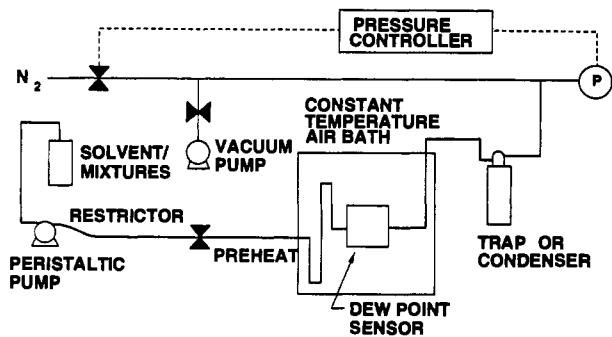 PRESSURE
CONTROLLER
N2
P
CONSTANT
TEMPERATURE
AIR BATH
SOLVENT/
MIXTURES
VACUUM
PUMP
RESTRICTOR
PERISTALTIC
PUMP
PREHEAT
TRAP OR
CONDENSER
DEW POINT
SENSOR